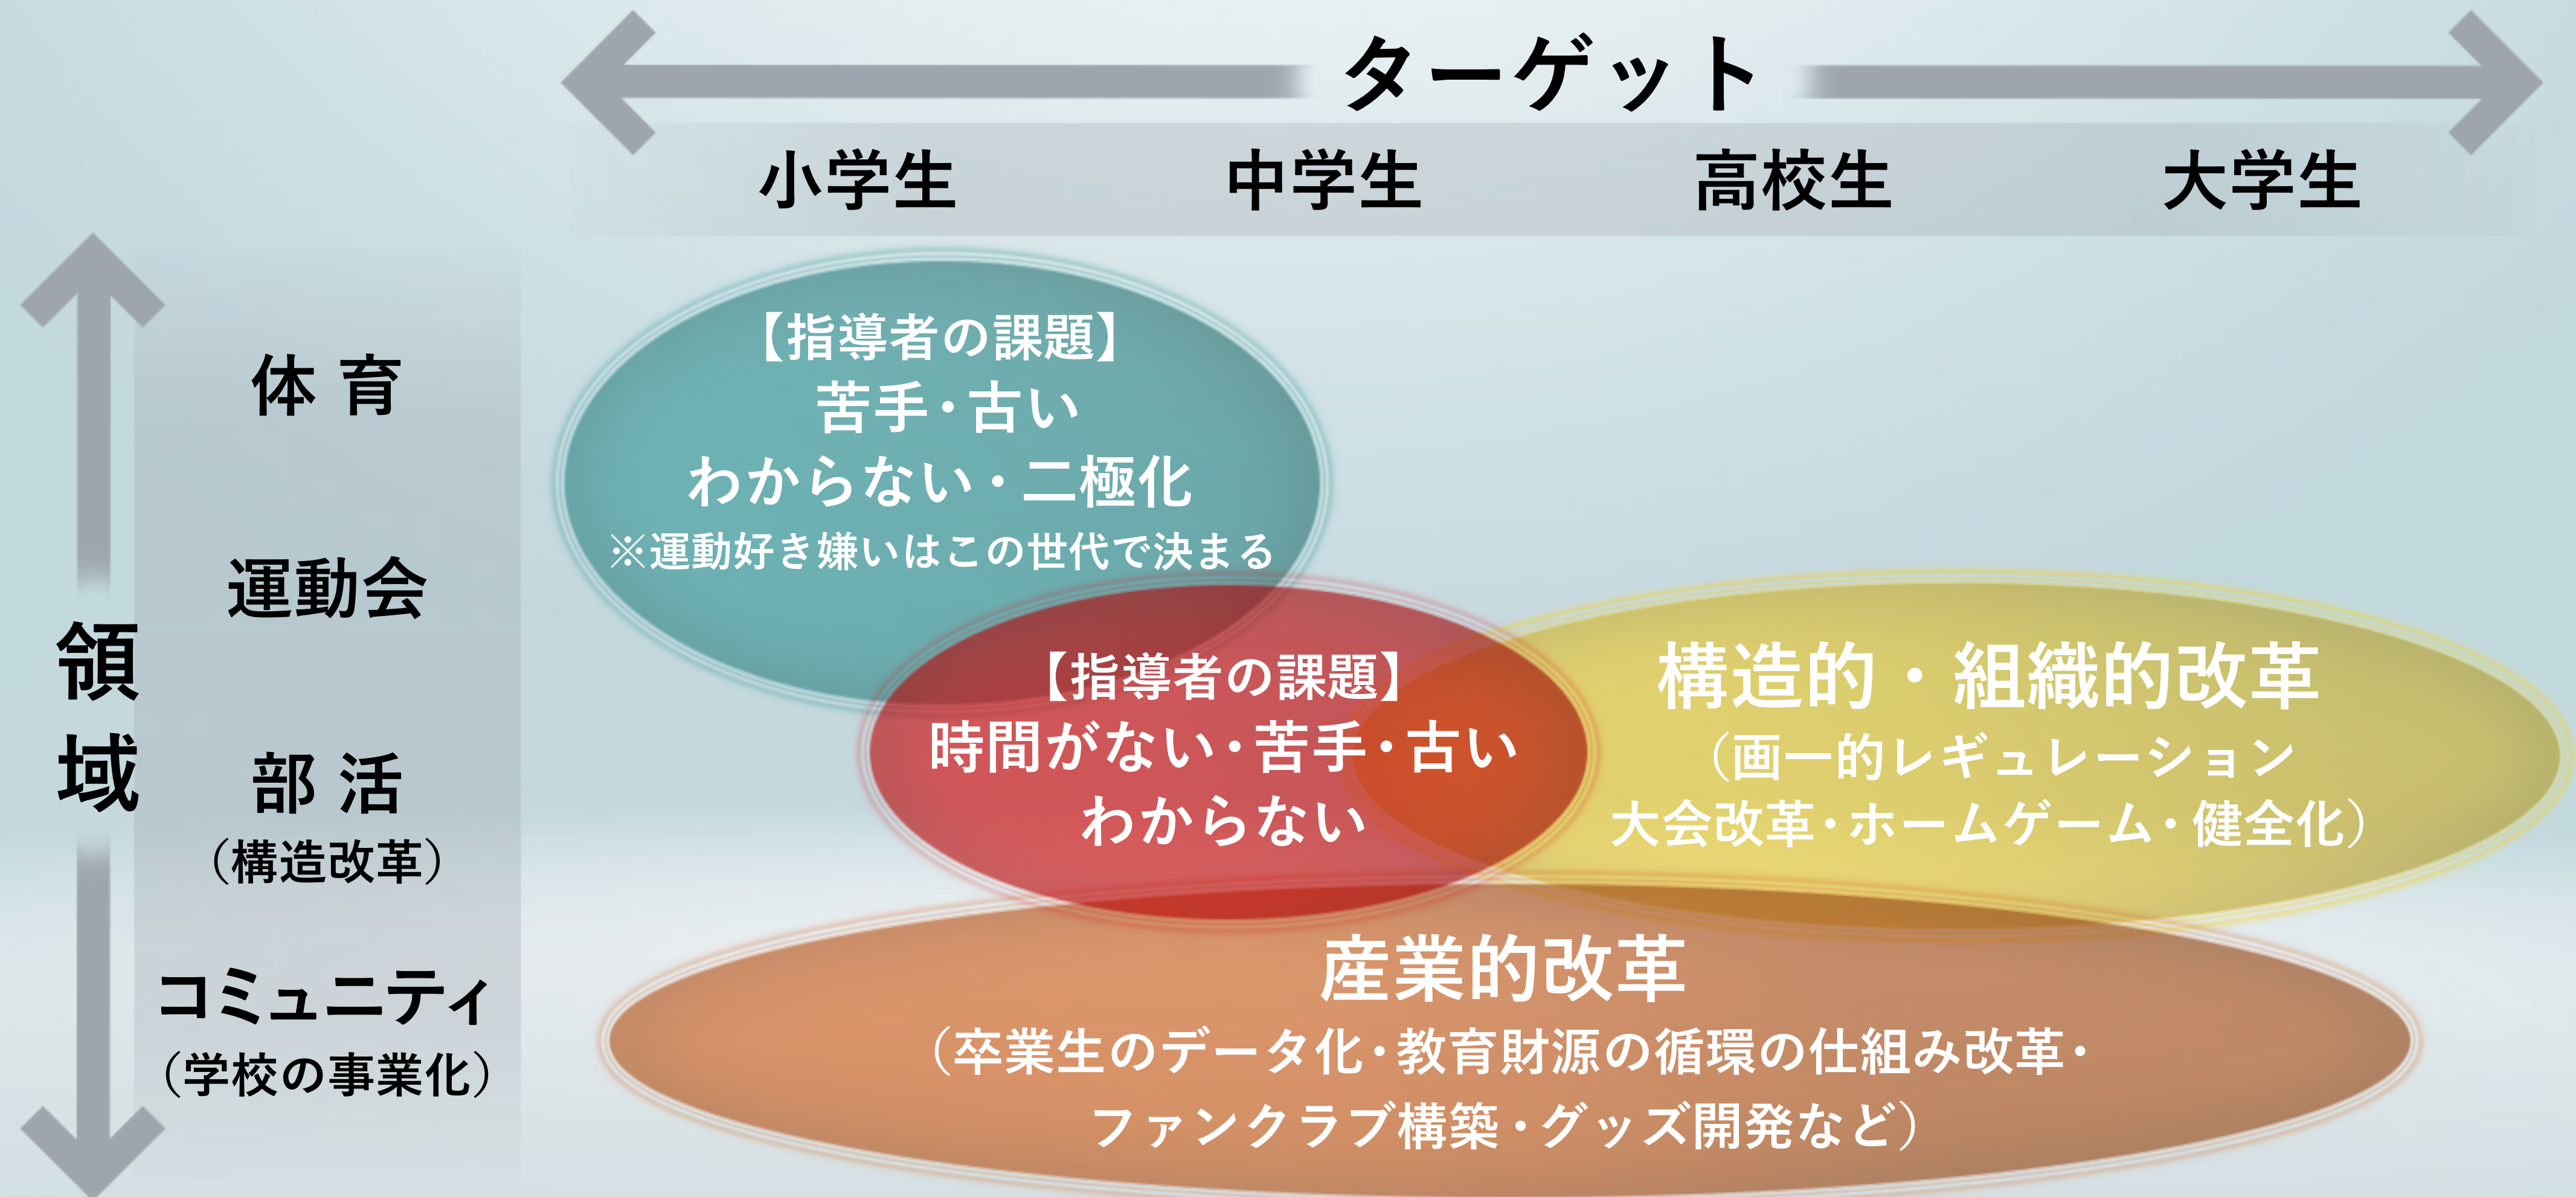 ターゲット
小学生 中学生 高校生 大学生
領域
体育
運動会
部活
（構造改革）
コミュニティ
（学校の事業化）
【指導者の課題】
苦手・古い
わからない・二極化
※運動好き嫌いはこの世代で決まる
【指導者の課題】
時間がない・苦手・古い
わからない
構造的・組織的改革
（画一的レギュレーション
大会改革・ホームゲーム・健全化）
産業的改革
（卒業生のデータ化・教育財源の循環の仕組み改革・
ファンクラブ構築・グッズ開発など）